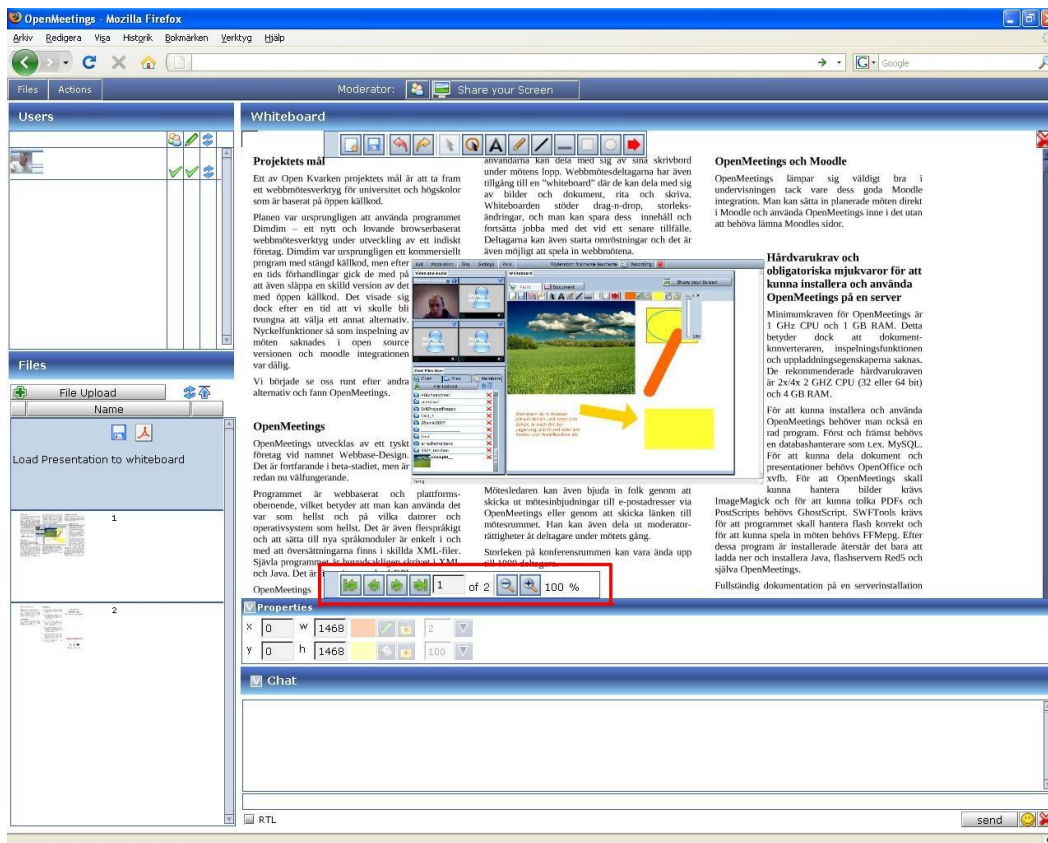 OpenMeetings - Mozilla Firefox
Arkiv Redigera Visa Historik Bokmärken Verktyg Hjälp
Google
Files Actions Moderator: Share your Screen
Users
Whiteboard
Projektets mål
Ett av Open Kvarken projektets mål är att ta fram
ett webbmötesverktyg för universitet och högskolor
som är baserat på öppen källkod.
Planen var ursprungligen att använda programmet
Dimdim – ett nytt och lovande browserbaserat
webbmötesverktyg under utveckling av ett indiskt
företag. Dimdim var ursprungligen ett kommersiellt
program med stängd källkod, men efter
en tids förhandlingar gick de med på
att även släppa en skilld version av det
med öppen källkod. Det visade sig
dock efter en tid att vi skulle bli
tvungna att välja ett annat alternativ.
Nyckelfunktioner så som inspelning av
möten saknades i open source
versionen och moodle integrationen
var dålig.
Vi började se oss runt efter andra
alternativ och fann OpenMeetings.
OpenMeetings
OpenMeetings utvecklas av ett tyskt
företag vid namnet Webbase-Design.
Det är fortfarande i beta-stadiet, men är
redan nu välfungerande.
Programmet är webbaserat och plattforms-
oberoende, vilket betyder att man kan använda det
var som helst och på vilka datorer och
operativsystem som helst. Det är även flerspråkigt
och att sätta till nya språkmoduler är enkelt i och
med att översättningarna finns i skillda XML-filer.
Själva programmet är huvudsakligen skrivet i XML
och Java. Det är
OpenMeetings
användarna kan dela med sig av sina skrivbord
under mötens lopp. Webbmötesdeltagarna har även
tillgång till en "whiteboard" där de kan dela med sig
av bilder och dokument, rita och skriva.
Whiteboarden stöder drag-n-drop, storleks-
ändringar, och man kan spara dess innehåll och
fortsätta jobba med det vid ett senare tillfälle.
Deltagarna kan även starta omröstningar och det är
även möjligt att spela in webbmötena.
Share your Screen
Document
File Upload
Mötesledaren kan även bjuda in folk genom att
skicka ut mötesinbjudningar till e-postadresser via
OpenMeetings eller genom att skicka länken till
mötesrummet. Han kan även dela ut moderator-
rättigheter åt deltagare under mötets gång.
Storleken på konferensrummen kan vara ända upp
till 1000 deltagare.
OpenMeetings och Moodle
OpenMeetings lämpar sig väldigt bra i
undervisningen tack vare dess goda Moodle
integration. Man kan sätta in planerade möten direkt
i Moodle och använda OpenMeetings inne i det utan
att behöva lämna Moodles sidor.
Hårdvarukrav och
obligatoriska mjukvaror för att
kunna installera och använda
OpenMeetings på en server
Minimumkraven för OpenMeetings är
1 GHz CPU och 1 GB RAM. Detta
betyder dock att dokument-
konverteraren, inspelningsfunktionen
och uppladdningsegenskaperna saknas.
De rekommenderade hårdvarukraven
är 2x/4x 2 GHZ CPU (32 eller 64 bit)
och 4 GB RAM.
För att kunna installera och använda
OpenMeetings behöver man också en
rad program. Först och främst behövs
en databashanterare som t.ex. MySQL.
För att kunna dela dokument och
presentationer behövs OpenOffice och
xvfb. För att OpenMeetings skall
kunna hantera bilder krävs
ImageMagick och för att kunna tolka PDFs och
PostScripts behövs GhostScript. SWFTools krävs
för att programmet skall hantera flash korrekt och
för att kunna spela in möten behövs FFMpeg. Efter
dessa program är installerade återstår det bara att
ladda ner och installera Java, flashservern Red5 och
själva OpenMeetings.
Fullständig dokumentation på en serverinstallation
1 of 2 100 %
Files
File Upload
Name
Load Presentation to whiteboard
1
2
Properties
x 0 w 1468 2
y 0 h 1468 100
Chat
RTL
send